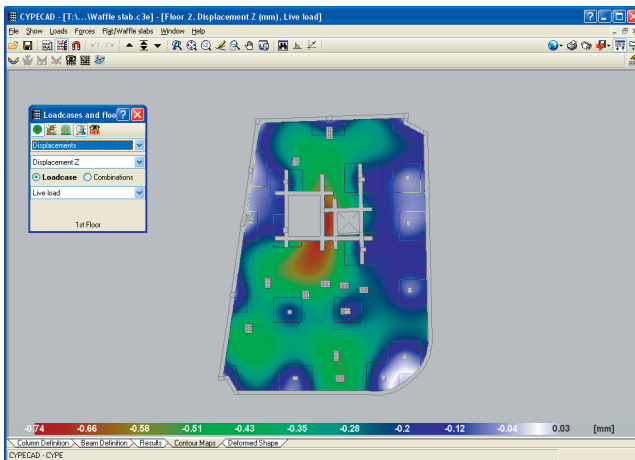 CYPECAD - [T:\...\Waffle slab.c3e] - [Floor 2, Displacement Z (mm), Live load]
File Show Loads Forces Flat/Waffle slabs Window Help
Loadcases and floo
Displacements
Displacement Z
Loadcase Combinations
Live load
1st Floor
-0.74 -0.66 -0.58 -0.51 -0.43 -0.35 -0.28 -0.2 -0.12 -0.04 0.03 [mm]
Column Definition Beam Definition Results Contour Maps Deformed Shape
CYPECAD - CYPE